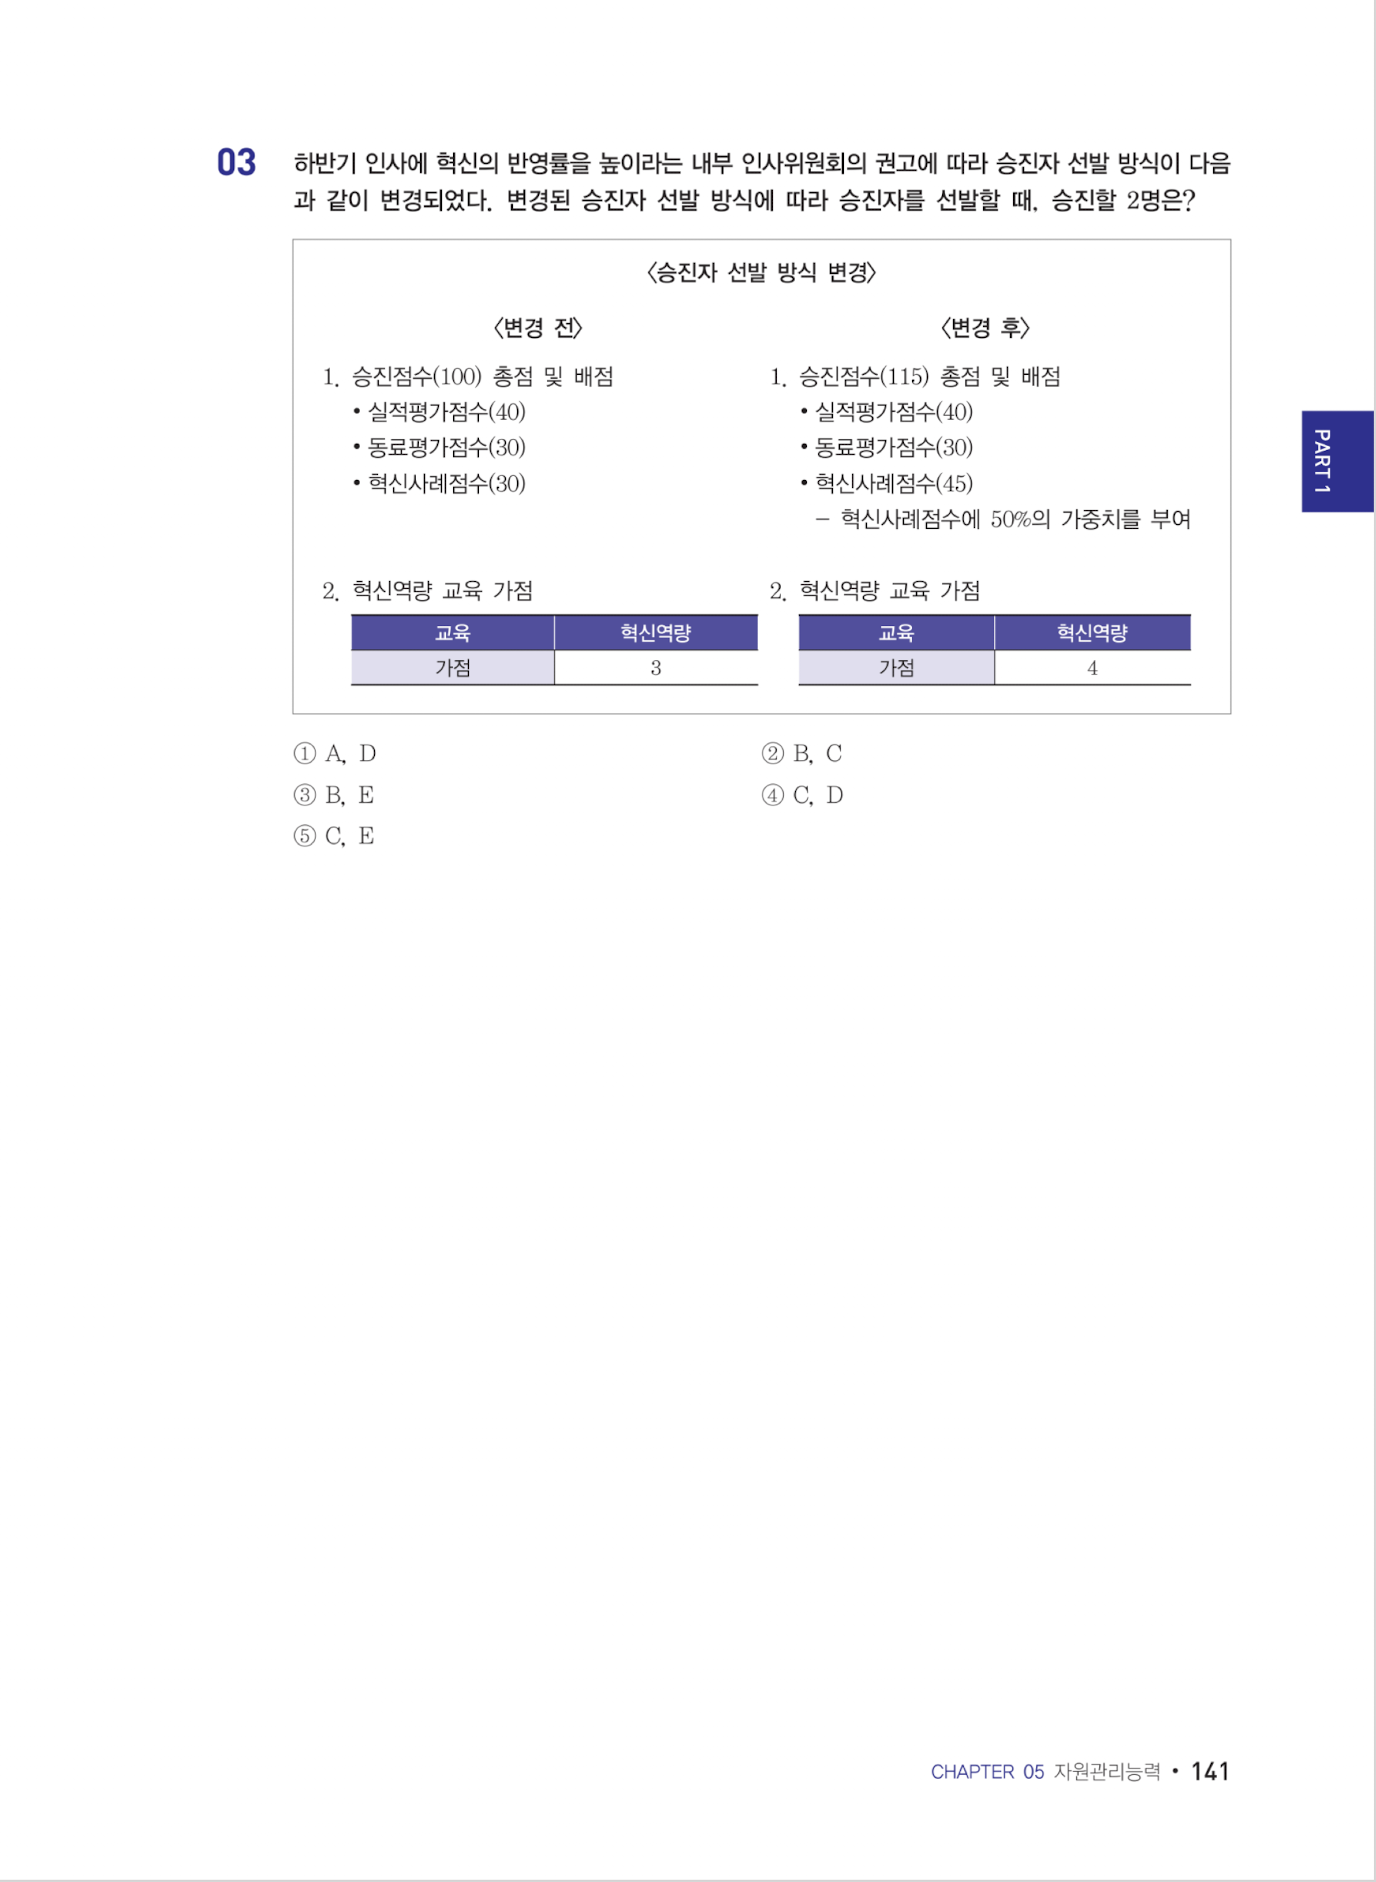 03 하반기 인사에 혁신의 반영률을 높이라는 내부 인사위원회의 권고에 따라 승진자 선발 방식이 다음
과 같이 변경되었다. 변경된 승진자 선발 방식에 따라 승진자를 선발할 때, 승진할 2명은?
〈승진자 선발 방식 변경〉
〈변경 전〉
1. 승진점수(100) 총점 및 배점
• 실적평가점수(40)
• 동료평가점수(30)
• 혁신사례점수(30)
2. 혁신역량 교육 가점
교육 혁신역량
가점 3
〈변경 후〉
1. 승진점수(115) 총점 및 배점
• 실적평가점수(40)
• 동료평가점수(30)
• 혁신사례점수(45)
– 혁신사례점수에 50%의 가중치를 부여
2. 혁신역량 교육 가점
교육 혁신역량
가점 4
① A, D
② B, C
③ B, E
④ C, D
⑤ C, E
PART 1
CHAPTER 05 자원관리능력 • 141